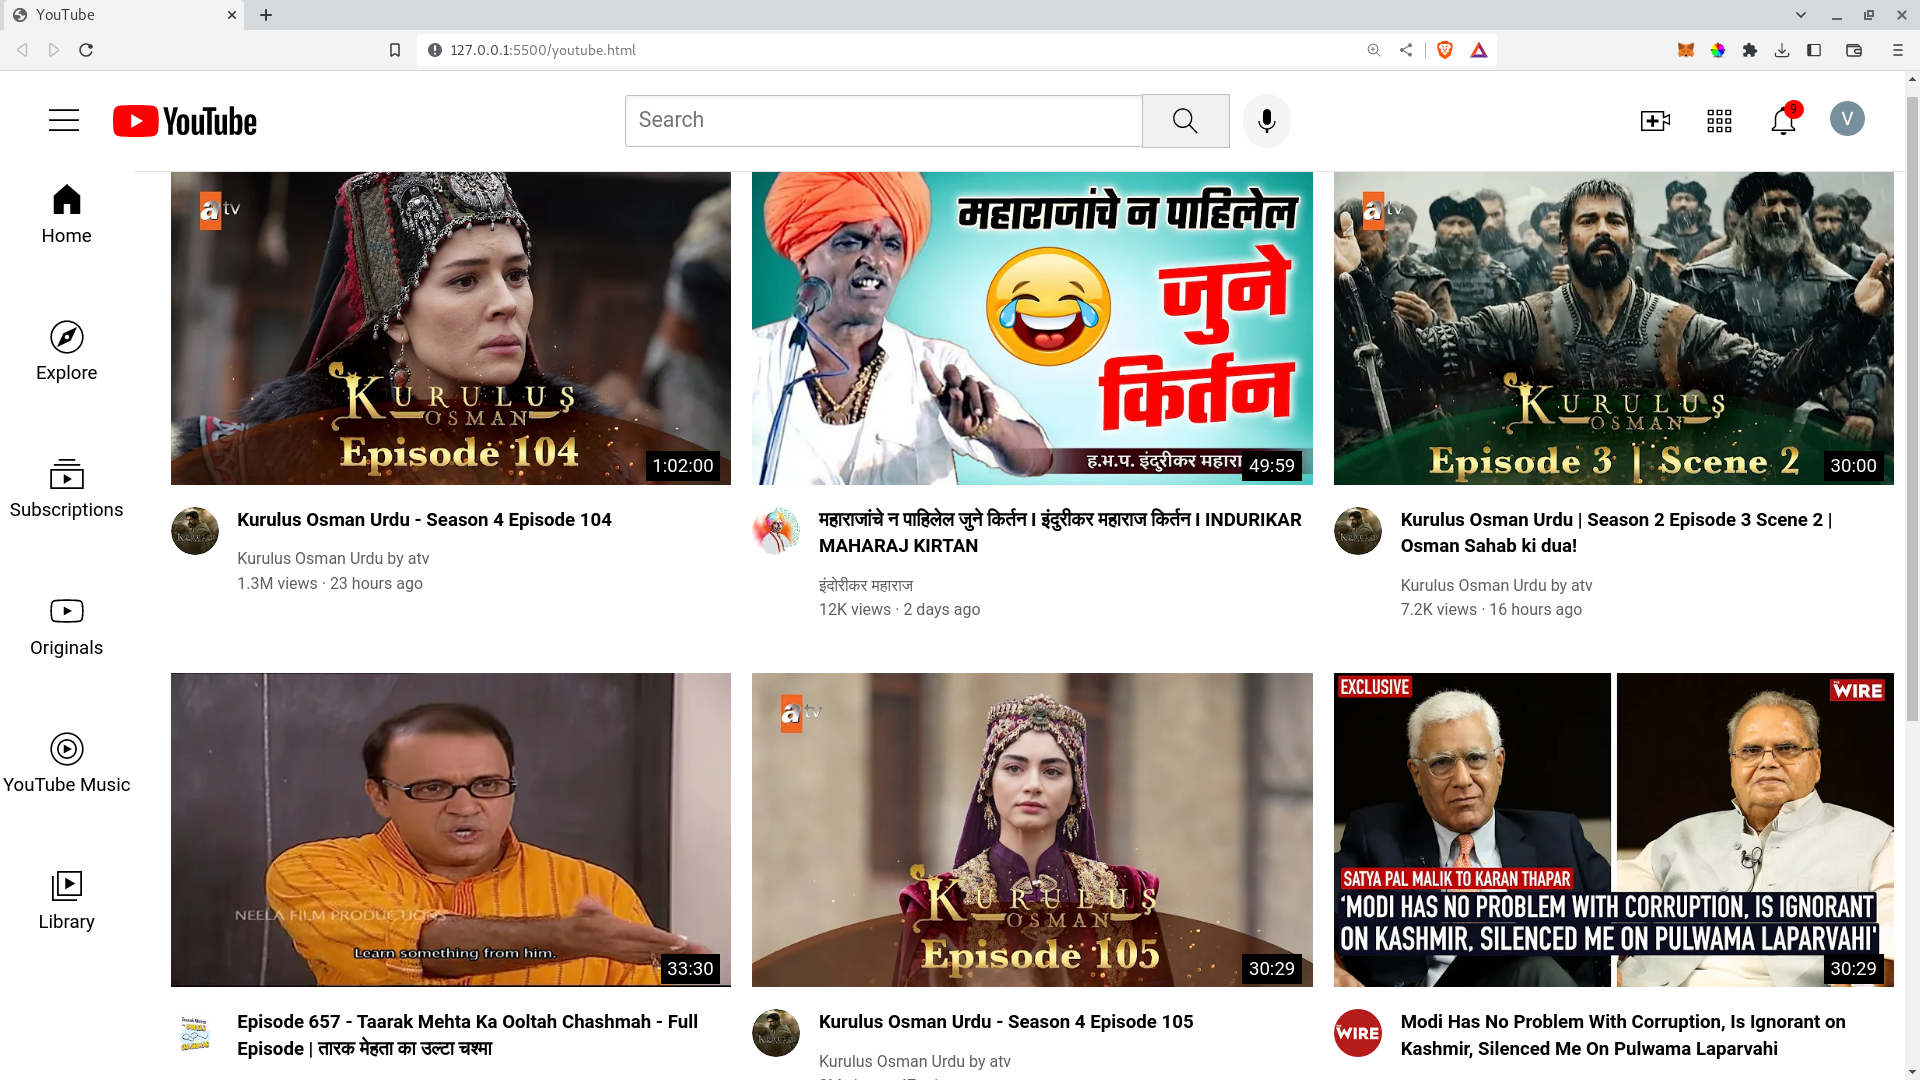 YouTube
127.0.0.1:5500/youtube.html
YouTube
Search
9
V
Home
Explore
Subscriptions
Originals
YouTube Music
Library
a tv
KURULUŞ
OSMAN
Episode 104
1:02:00
महाराजांचे न पाहिलेल
जुने
किर्तन
ह.भ.प. इंदुरीकर महारा
49:59
a tv
KURULUŞ
OSMAN
Episode 3 | Scene 2
30:00
Kurulus Osman Urdu - Season 4 Episode 104
Kurulus Osman Urdu by atv
1.3M views · 23 hours ago
महाराजांचे न पाहिलेल जुने किर्तन I इंदुरीकर महाराज किर्तन I INDURIKAR
MAHARAJ KIRTAN
इंदोरीकर महाराज
12K views · 2 days ago
Kurulus Osman Urdu | Season 2 Episode 3 Scene 2 |
Osman Sahab ki dua!
Kurulus Osman Urdu by atv
7.2K views · 16 hours ago
NEELA FILM PRODUCTIONS
Learn something from him.
33:30
a tv
KURULUŞ
OSMAN
Episode 105
30:29
EXCLUSIVE
THE WIRE
SATYA PAL MALIK TO KARAN THAPAR
'MODI HAS NO PROBLEM WITH CORRUPTION, IS IGNORANT
ON KASHMIR, SILENCED ME ON PULWAMA LAPARVAHI'
30:29
Episode 657 - Taarak Mehta Ka Ooltah Chashmah - Full
Episode | तारक मेहता का उल्टा चश्मा
Kurulus Osman Urdu - Season 4 Episode 105
Kurulus Osman Urdu by atv
WIRE
Modi Has No Problem With Corruption, Is Ignorant on
Kashmir, Silenced Me On Pulwama Laparvahi